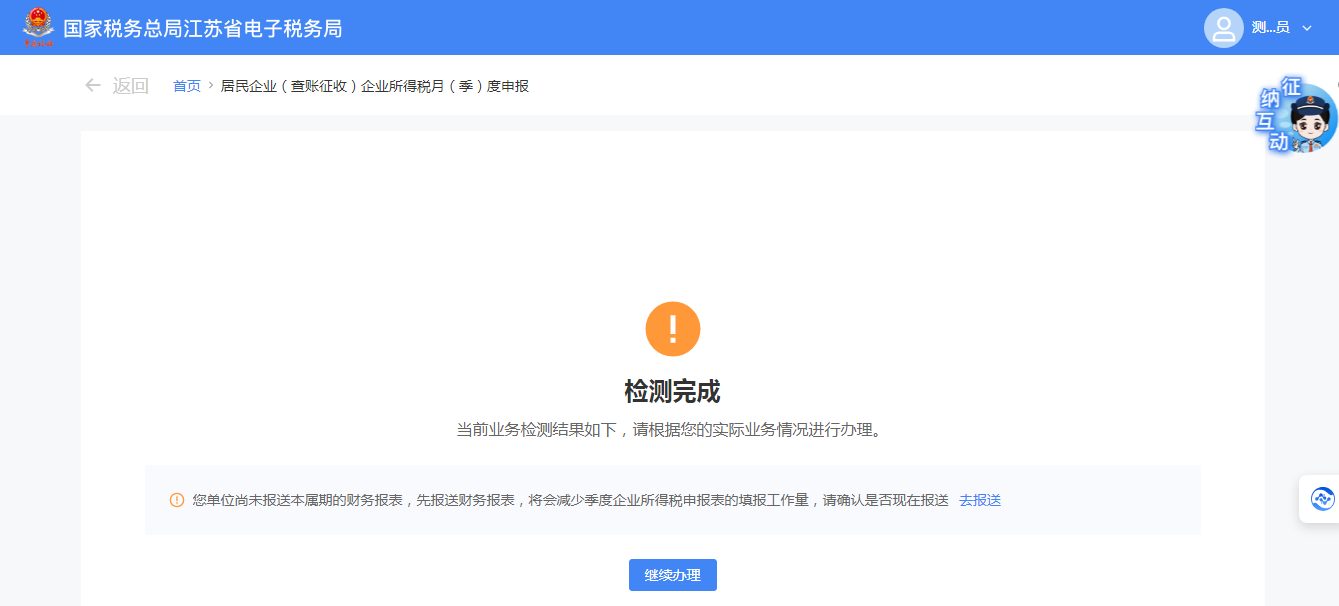 国家税务总局江苏省电子税务局
测...员
返回 首页 > 居民企业（查账征收）企业所得税月（季）度申报
征纳互动
检测完成
当前业务检测结果如下，请根据您的实际业务情况进行办理。
您单位尚未报送本属期的财务报表，先报送财务报表，将会减少季度企业所得税申报表的填报工作量，请确认是否现在报送 去报送
继续办理